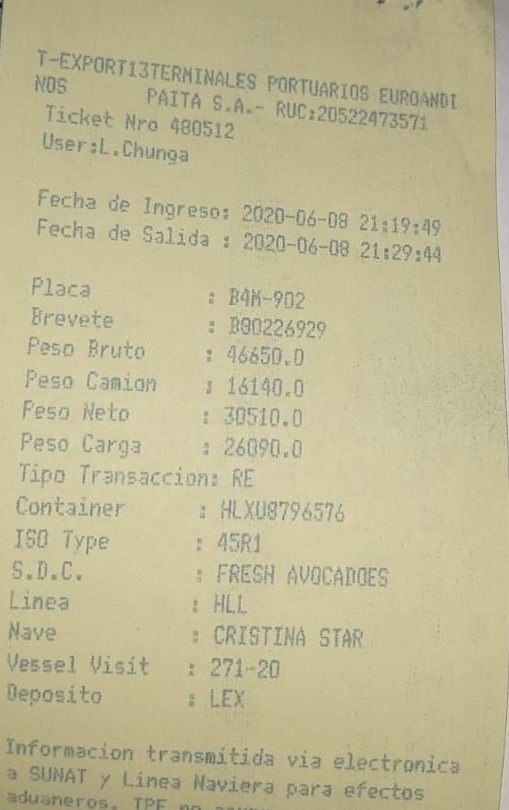 T-EXPORT13TERMINALES PORTUARIOS EUROANDI
NOS PAITA S.A.- RUC:20522473571
Ticket Nro 480512
User:L.Chunga
Fecha de Ingreso: 2020-06-08 21:19:49
Fecha de Salida : 2020-06-08 21:29:44
Placa : B4M-902
Brevete : B80226929
Peso Bruto : 46650.0
Peso Camion : 16140.0
Peso Neto : 30510.0
Peso Carga : 26090.0
Tipo Transaccion: RE
Container : HLXU8796576
ISO Type : 45R1
S.D.C. : FRESH AVOCADOES
Linea : HLL
Nave : CRISTINA STAR
Vessel Visit : 271-20
Deposito : LEX
Informacion transmitida via electronica
a SUNAT y Linea Naviera para efectos
aduaneros. TPE no